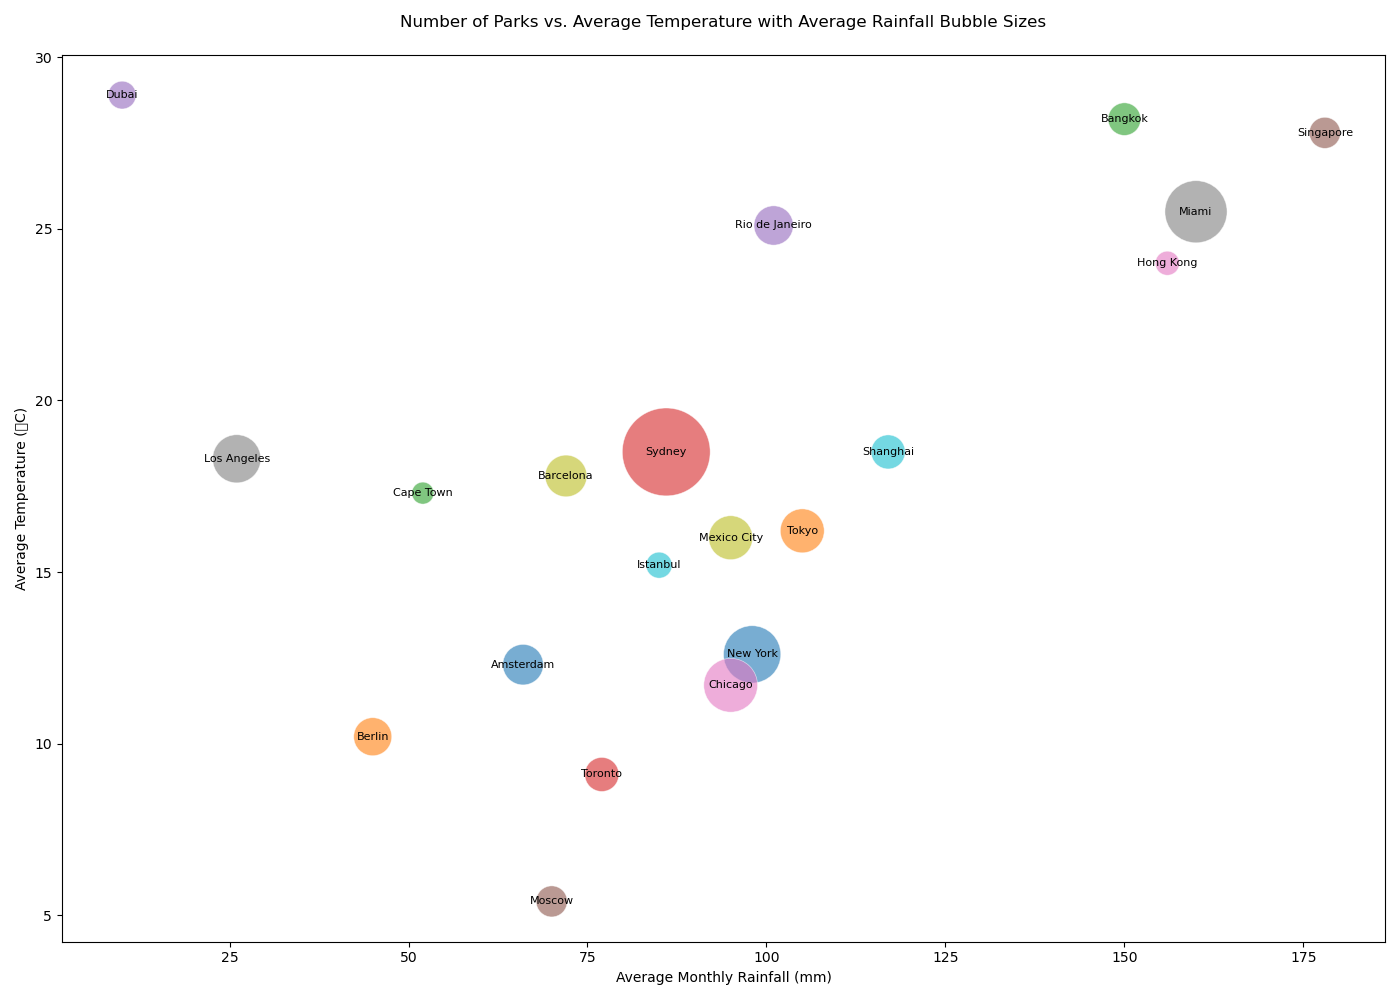 Number of Parks vs. Average Temperature with Average Rainfall Bubble Sizes
30
Dubai
Bangkok
Singapore
Miami
25
Rio de Janeiro
Hong Kong
20
Sydney
Shanghai
Los Angeles
Barcelona
Cape Town
Tokyo
Mexico City
Istanbul
15
Average Temperature (▯C)
New York
Amsterdam
Chicago
Berlin
10
Toronto
Moscow
5
25
50
75
100
125
150
175
Average Monthly Rainfall (mm)